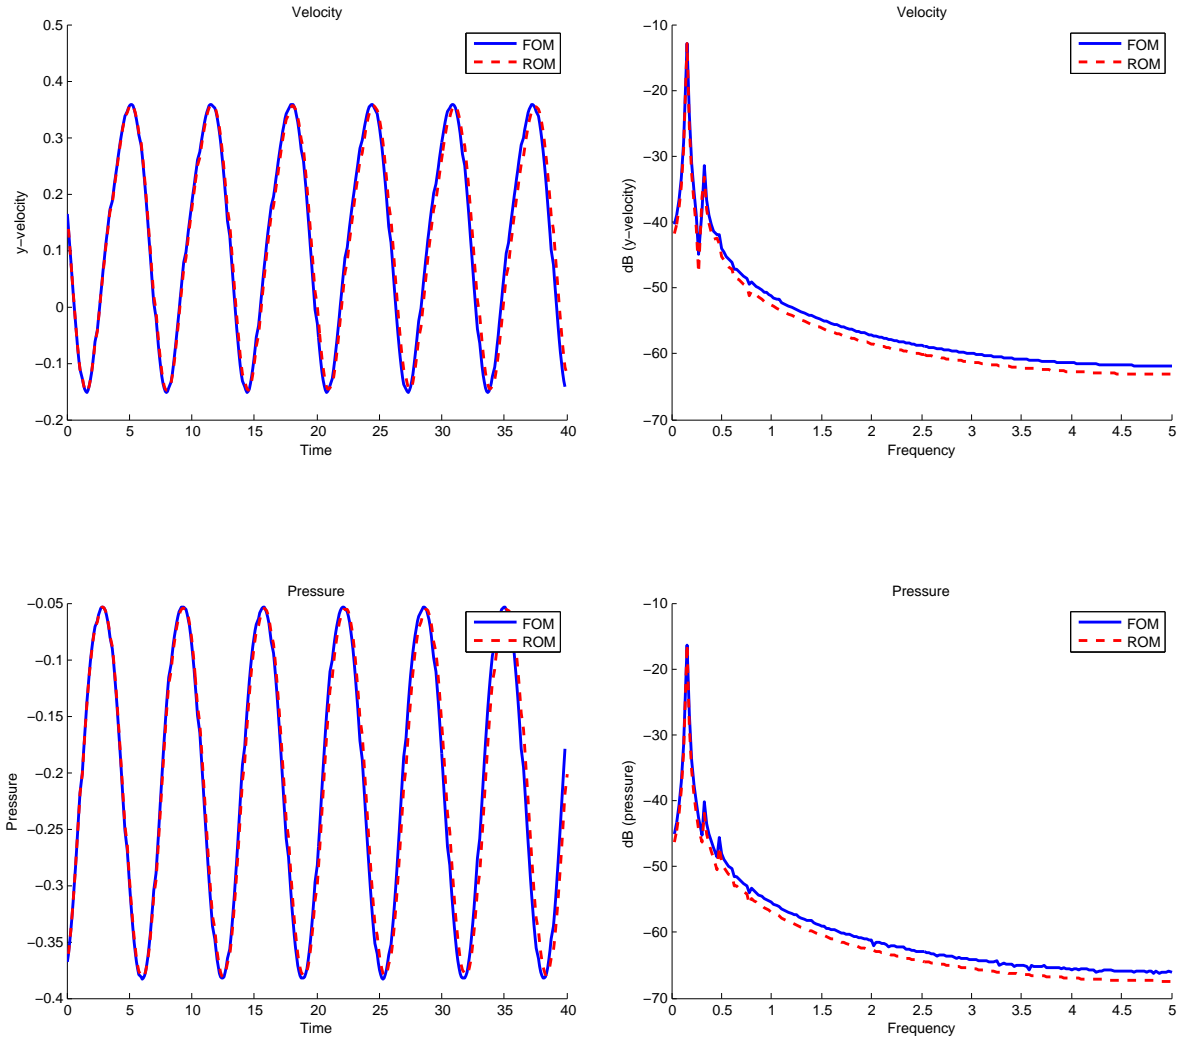 Velocity
0.5
0.4
0.3
0.2
0.1
0
−0.1
−0.2
y−velocity
0 5 10 15 20 25 30 35 40
Time
FOM
ROM
Velocity
−10
−20
−30
−40
−50
−60
−70
dB (y−velocity)
0 0.5 1 1.5 2 2.5 3 3.5 4 4.5 5
Frequency
FOM
ROM
Pressure
−0.05
−0.1
−0.15
−0.2
−0.25
−0.3
−0.35
−0.4
Pressure
0 5 10 15 20 25 30 35 40
Time
FOM
ROM
Pressure
−10
−20
−30
−40
−50
−60
−70
dB (pressure)
0 0.5 1 1.5 2 2.5 3 3.5 4 4.5 5
Frequency
FOM
ROM